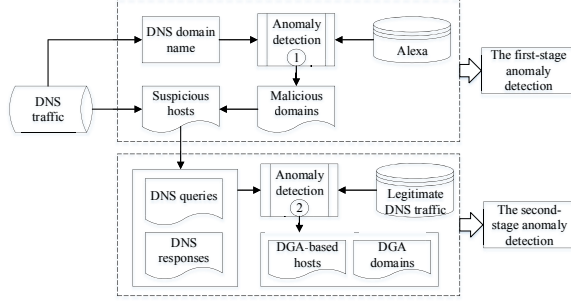 DNS domain
name
Anomaly
detection
1
Alexa
The first-stage
anomaly
detection
DNS
traffic
Suspicious
hosts
Malicious
domains
DNS queries
Anomaly
detection
2
Legitimate
DNS traffic
The second-
stage anomaly
detection
DNS
responses
DGA-based
hosts
DGA
domains